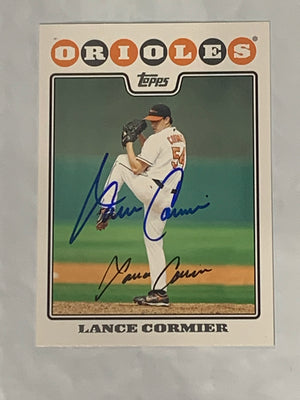 ORIOLES
Topps
54
Lance Cormier
Lance Cormier
LANCE CORMIER